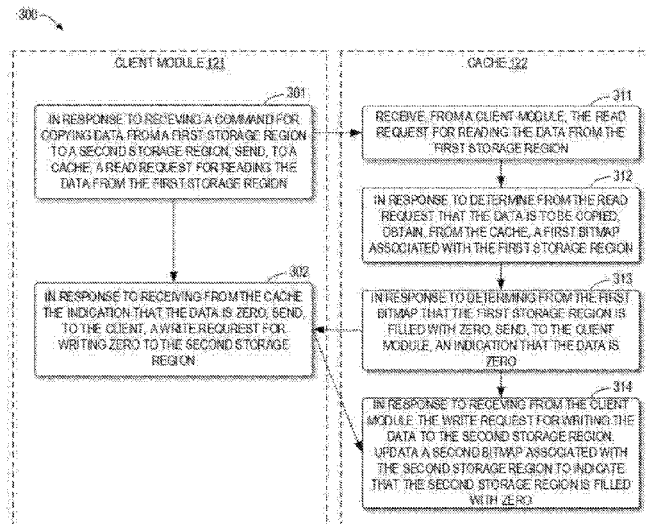 300
CLIENT MODULE 121
CACHE 122
301
IN RESPONSE TO RECEVING A COMMAND FOR
COPYING DATA FROM A FIRST STORAGE REGION
TO A SECOND STORAGE REGION, SEND, TO A
CACHE, A READ REQUEST FOR READING THE
DATA FROM THE FIRST STORAGE REGION
311
RECEIVE, FROM A CLIENT MODULE, THE READ
REQUEST FOR READING THE DATA FROM THE
FIRST STORAGE REGION
312
IN RESPONSE TO DETERMINE FROM THE READ
REQUEST THAT THE DATA IS TO BE COPIED,
OBTAIN, FROM THE CACHE, A FIRST BITMAP
ASSOCIATED WITH THE FIRST STORAGE REGION
302
IN RESPONSE TO RECEIVING FROM THE CACHE
THE INDICATION THAT THE DATA IS ZERO, SEND,
TO THE CLIENT, A WRITE REQUREST FOR
WRITING ZERO TO THE SECOND STORAGE
REGION
313
IN RESPONSE TO DETERMING FROM THE FIRST
BITMAP THAT THE FIRST STORAGE REGION IS
FILLED WITH ZERO, SEND, TO THE CLIENT
MODULE, AN INDICATION THAT THE DATA IS
ZERO
314
IN RESPONSE TO RECEVING FROM THE CLIENT
MODULE THE WRITE REQUEST FOR WRITING THE
DATA TO THE SECOND STORAGE REGION,
UPDATA A SECOND BITMAP ASSOCIATED WITH
THE SECOND STORAGE REGION TO INDICATE
THAT THE SECOND STORAGE REGION IS FILLED
WITH ZERO